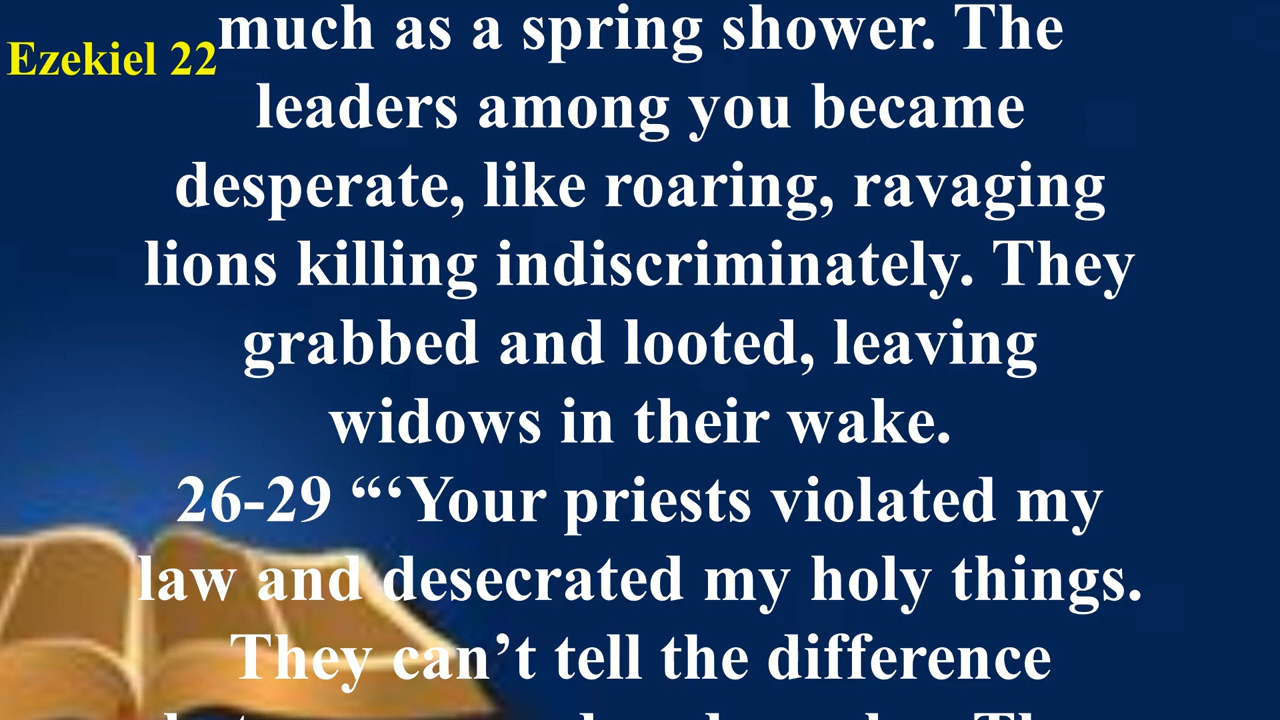 Ezekiel 22
much as a spring shower. The
leaders among you became
desperate, like roaring, ravaging
lions killing indiscriminately. They
grabbed and looted, leaving
widows in their wake.
26-29 “‘Your priests violated my
law and desecrated my holy things.
They can’t tell the difference